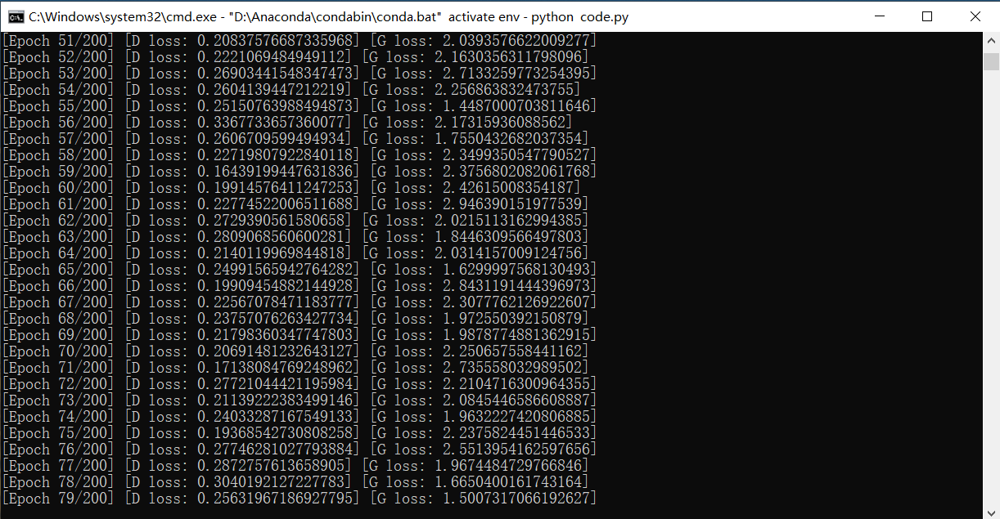 C:\Windows\system32\cmd.exe - "D:\Anaconda\condabin\conda.bat"  activate env - python  code.py
[Epoch 51/200] [D loss: 0.20837576687335968] [G loss: 2.0393576622009277]
[Epoch 52/200] [D loss: 0.2221069484949112] [G loss: 2.1630356311798096]
[Epoch 53/200] [D loss: 0.26903441548347473] [G loss: 2.7133259773254395]
[Epoch 54/200] [D loss: 0.2604139447212219] [G loss: 2.256863832473755]
[Epoch 55/200] [D loss: 0.25150763988494873] [G loss: 1.4487000703811646]
[Epoch 56/200] [D loss: 0.3367733657360077] [G loss: 2.17315936088562]
[Epoch 57/200] [D loss: 0.2606709599494934] [G loss: 1.7550432682037354]
[Epoch 58/200] [D loss: 0.22719807922840118] [G loss: 2.3499350547790527]
[Epoch 59/200] [D loss: 0.16439199447631836] [G loss: 2.3756802082061768]
[Epoch 60/200] [D loss: 0.19914576411247253] [G loss: 2.42615008354187]
[Epoch 61/200] [D loss: 0.22774522006511688] [G loss: 2.946390151977539]
[Epoch 62/200] [D loss: 0.2729390561580658] [G loss: 2.0215113162994385]
[Epoch 63/200] [D loss: 0.2809068560600281] [G loss: 1.8446309566497803]
[Epoch 64/200] [D loss: 0.2140119969844818] [G loss: 2.0314157009124756]
[Epoch 65/200] [D loss: 0.24991565942764282] [G loss: 1.6299997568130493]
[Epoch 66/200] [D loss: 0.19909454882144928] [G loss: 2.8431191444396973]
[Epoch 67/200] [D loss: 0.22567078471183777] [G loss: 2.3077762126922607]
[Epoch 68/200] [D loss: 0.23757076263427734] [G loss: 1.972550392150879]
[Epoch 69/200] [D loss: 0.21798360347747803] [G loss: 1.9878774881362915]
[Epoch 70/200] [D loss: 0.20691481232643127] [G loss: 2.250657558441162]
[Epoch 71/200] [D loss: 0.17138084769248962] [G loss: 2.735558032989502]
[Epoch 72/200] [D loss: 0.27721044421195984] [G loss: 2.2104716300964355]
[Epoch 73/200] [D loss: 0.21139222383499146] [G loss: 2.0845446586608887]
[Epoch 74/200] [D loss: 0.24033287167549133] [G loss: 1.9632227420806885]
[Epoch 75/200] [D loss: 0.19368542730808258] [G loss: 2.2375824451446533]
[Epoch 76/200] [D loss: 0.2774628102779388​4] [G loss: 2.5513954162597656]
[Epoch 77/200] [D loss: 0.2872757613658905] [G loss: 1.9674484729766846]
[Epoch 78/200] [D loss: 0.3040192127227783] [G loss: 1.6650400161743164]
[Epoch 79/200] [D loss: 0.25631967186927795] [G loss: 1.5007317066192627]